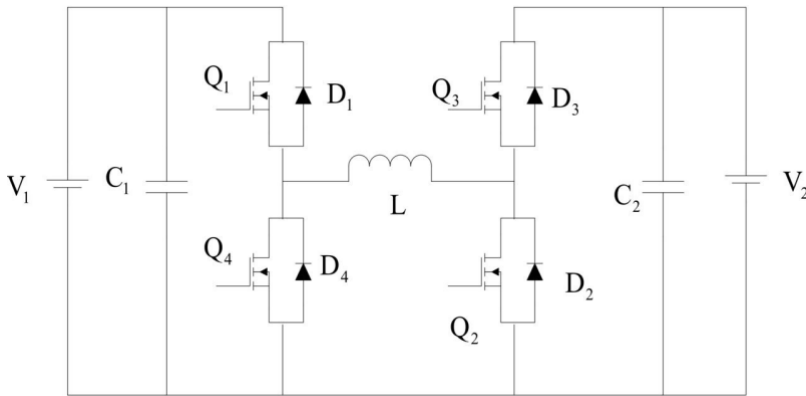 Q₁
D₁
Q₃
D₃
V₁
C₁
L
C₂
V₂
Q₄
D₄
Q₂
D₂